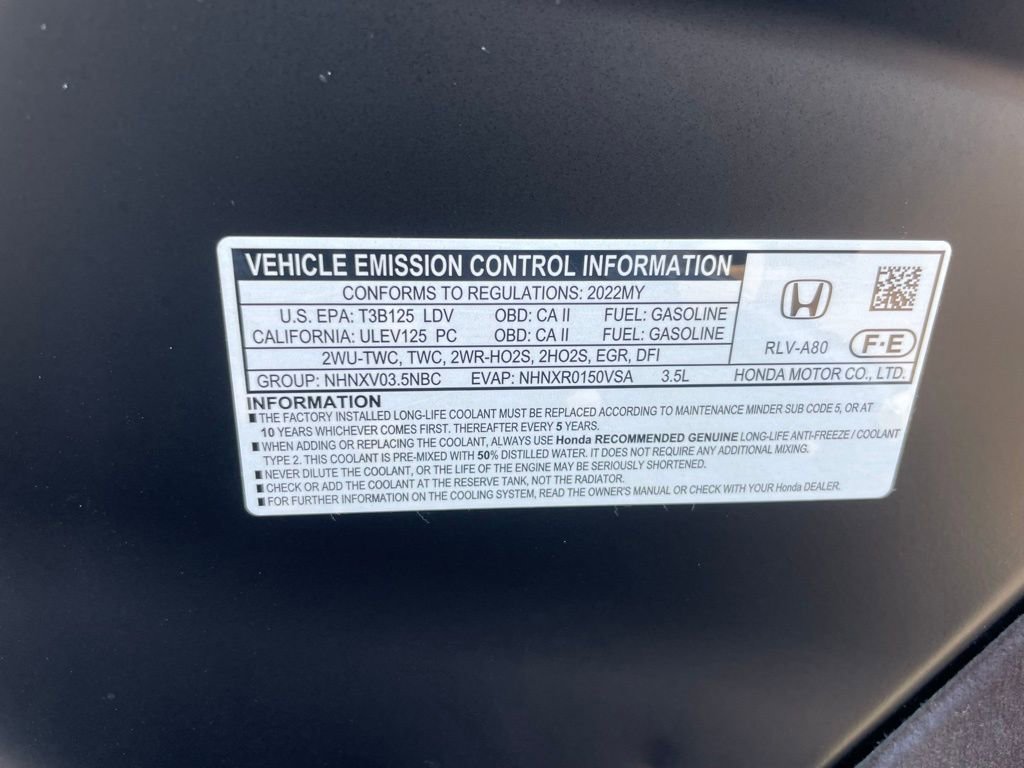 VEHICLE EMISSION CONTROL INFORMATION
CONFORMS TO REGULATIONS: 2022MY
U.S. EPA: T3B125 LDV OBD: CA II FUEL: GASOLINE
CALIFORNIA: ULEV125 PC OBD: CA II FUEL: GASOLINE
2WU-TWC, TWC, 2WR-HO2S, 2HO2S, EGR, DFI
GROUP: NHNXV03.5NBC EVAP: NHNXR0150VSA 3.5L
RLV-A80
F·E
HONDA MOTOR CO., LTD.
INFORMATION
THE FACTORY INSTALLED LONG-LIFE COOLANT MUST BE REPLACED ACCORDING TO MAINTENANCE MINDER SUB CODE 5, OR AT
10 YEARS WHICHEVER COMES FIRST. THEREAFTER EVERY 5 YEARS.
WHEN ADDING OR REPLACING THE COOLANT, ALWAYS USE Honda RECOMMENDED GENUINE LONG-LIFE ANTI-FREEZE / COOLANT
TYPE 2. THIS COOLANT IS PRE-MIXED WITH 50% DISTILLED WATER. IT DOES NOT REQUIRE ANY ADDITIONAL MIXING.
NEVER DILUTE THE COOLANT, OR THE LIFE OF THE ENGINE MAY BE SERIOUSLY SHORTENED.
CHECK OR ADD THE COOLANT AT THE RESERVE TANK, NOT THE RADIATOR.
FOR FURTHER INFORMATION ON THE COOLING SYSTEM, READ THE OWNER'S MANUAL OR CHECK WITH YOUR Honda DEALER.